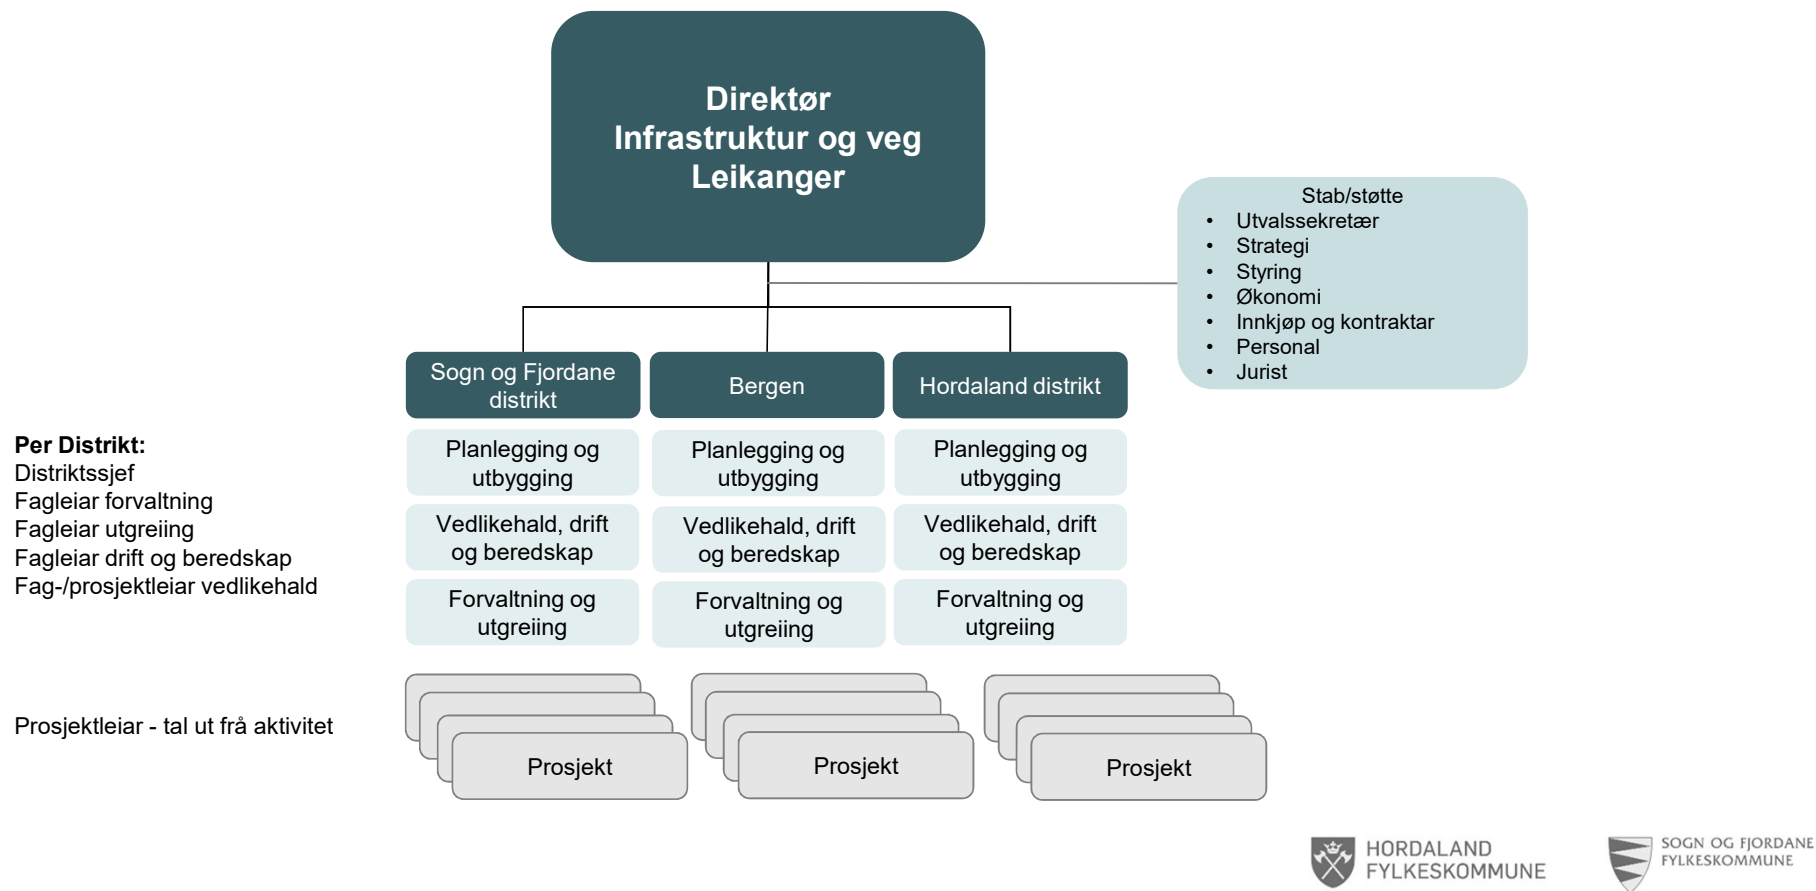 Direktør
Infrastruktur og veg
Leikanger
Stab/støtte
• Utvalssekretær
• Strategi
• Styring
• Økonomi
• Innkjøp og kontraktar
• Personal
• Jurist
Sogn og Fjordane
distrikt
Bergen
Hordaland distrikt
Per Distrikt:
Distriktssjef
Fagleiar forvaltning
Fagleiar utgreiing
Fagleiar drift og beredskap
Fag-/prosjektleiar vedlikehald
Planlegging og
utbygging
Planlegging og
utbygging
Planlegging og
utbygging
Vedlikehald, drift
og beredskap
Vedlikehald, drift
og beredskap
Vedlikehald, drift
og beredskap
Forvaltning og
utgreiing
Forvaltning og
utgreiing
Forvaltning og
utgreiing
Prosjektleiar - tal ut frå aktivitet
Prosjekt
Prosjekt
Prosjekt
HORDALAND
FYLKESKOMMUNE
SOGN OG FJORDANE
FYLKESKOMMUNE